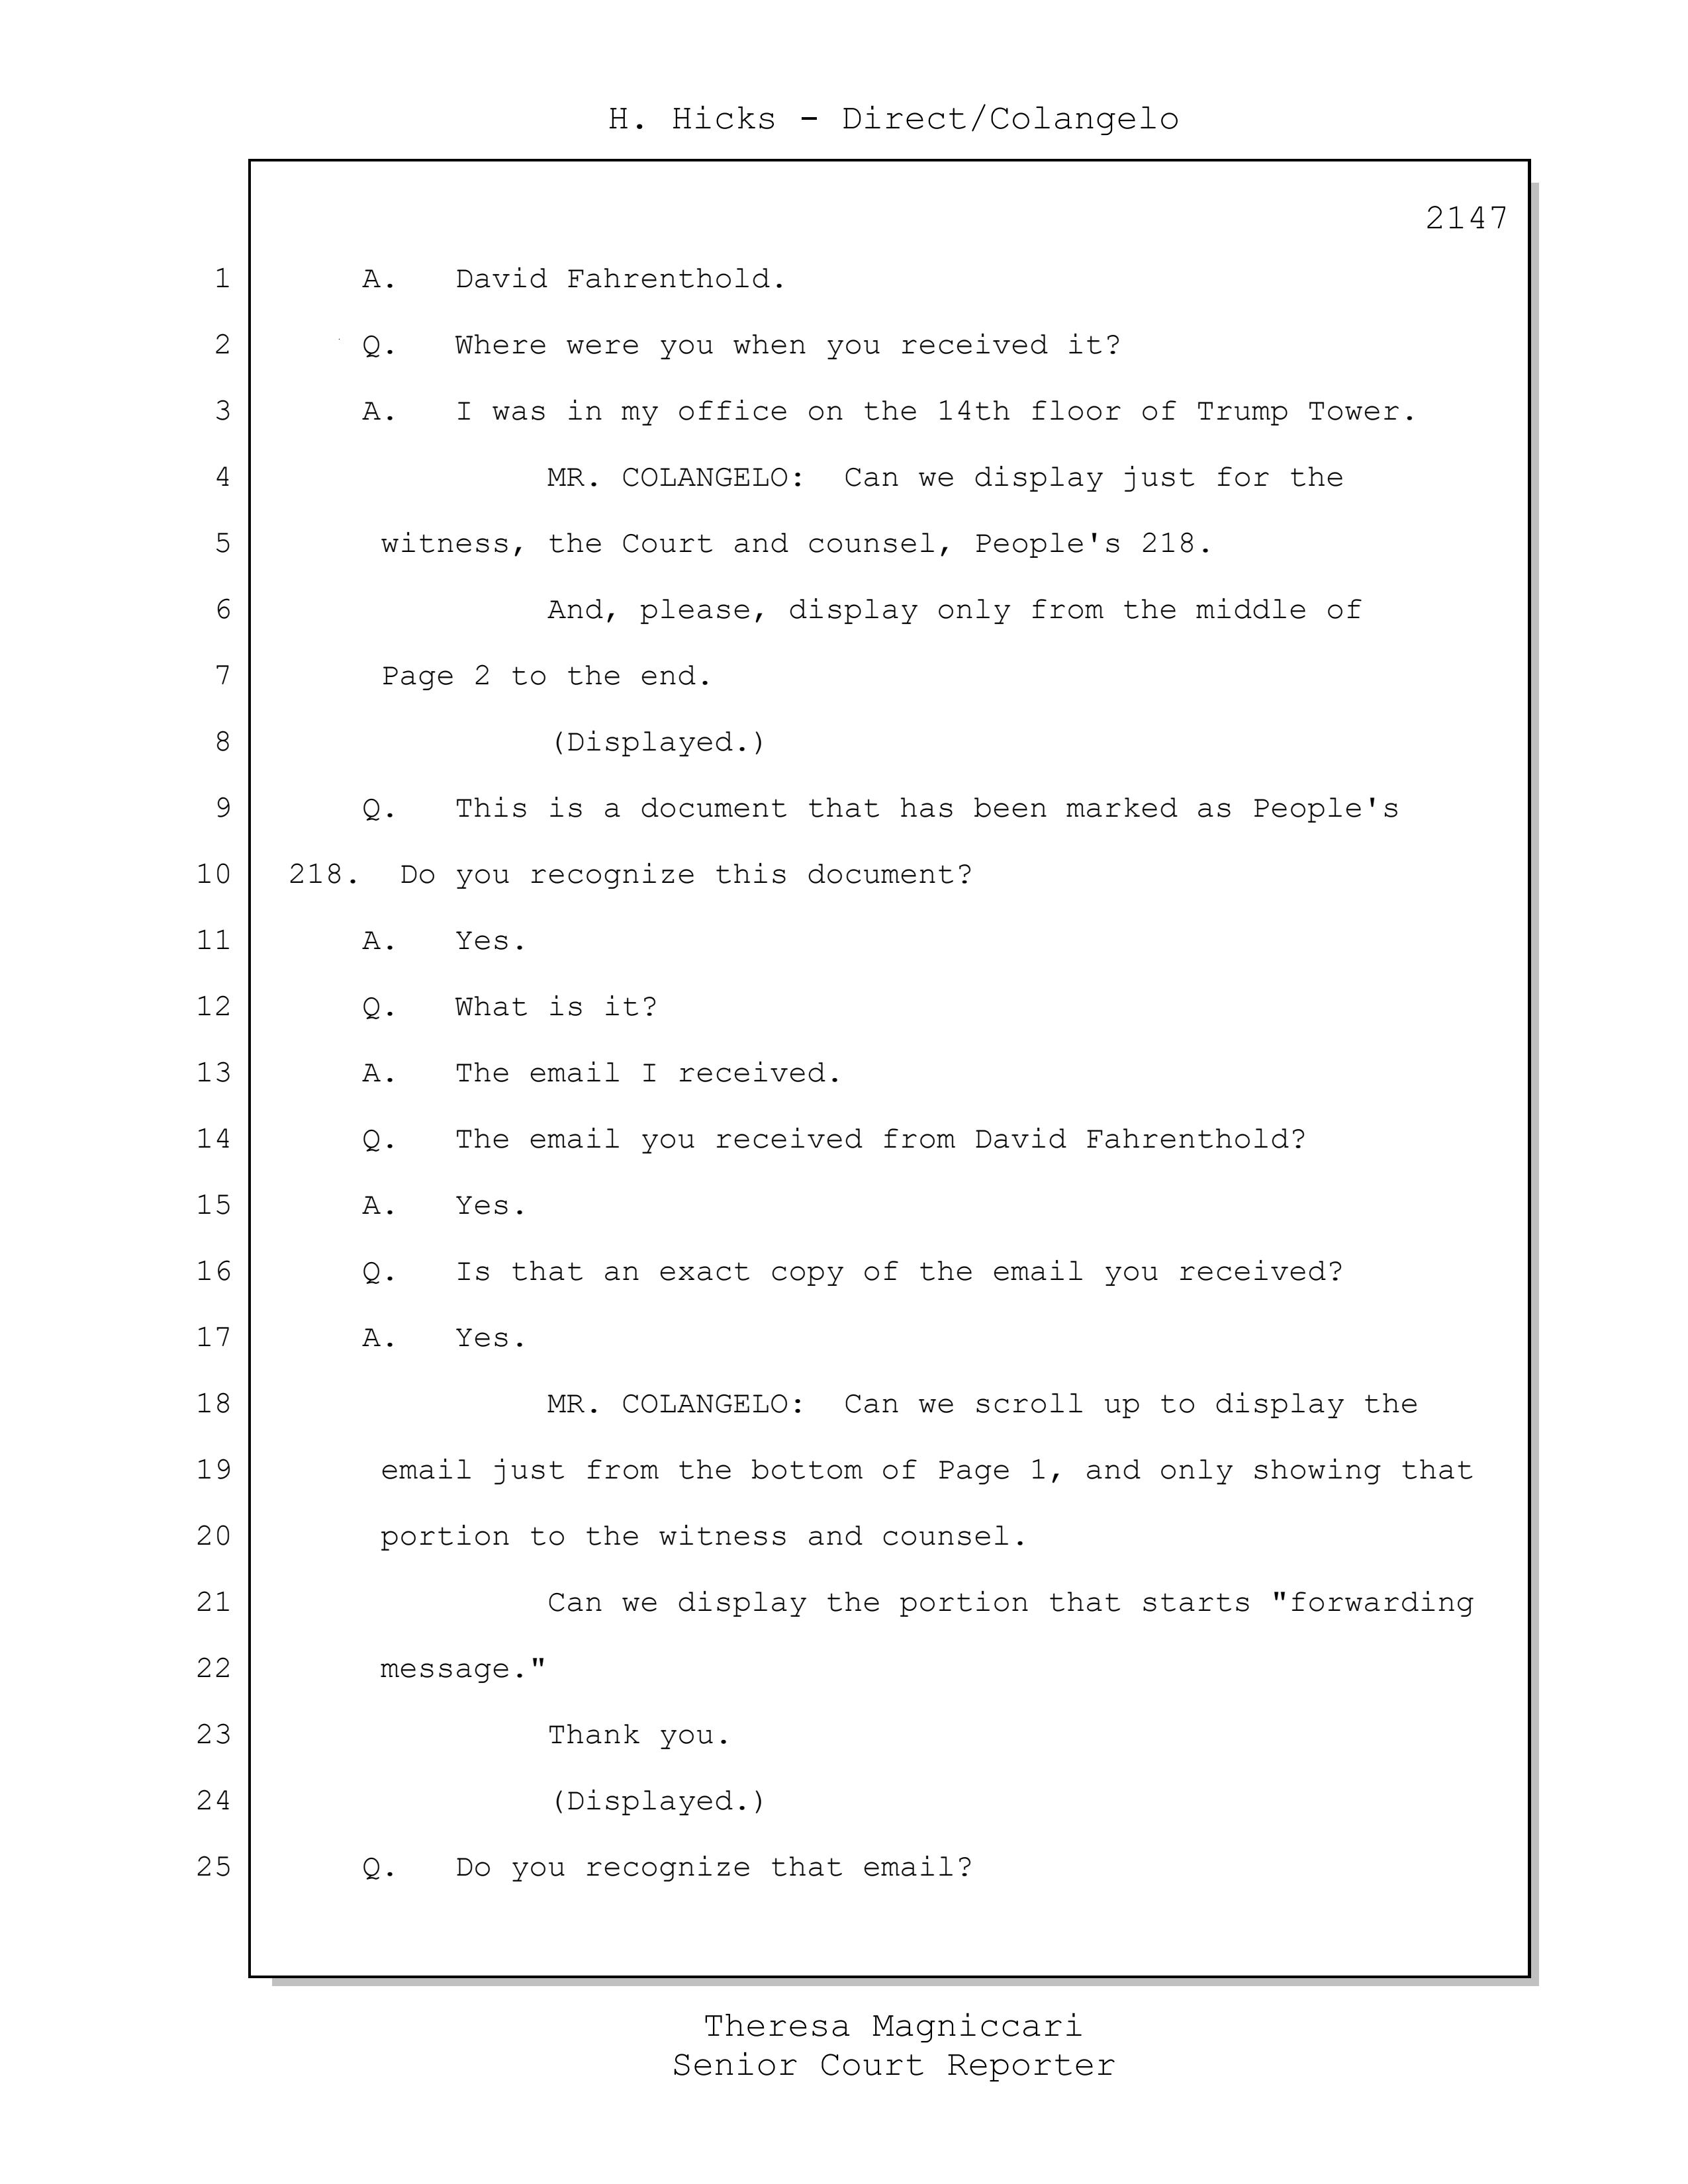 H. Hicks - Direct/Colangelo
2147
1 A. David Fahrenthold.
2 Q. Where were you when you received it?
3 A. I was in my office on the 14th floor of Trump Tower.
4 MR. COLANGELO: Can we display just for the
5 witness, the Court and counsel, People's 218.
6 And, please, display only from the middle of
7 Page 2 to the end.
8 (Displayed.)
9 Q. This is a document that has been marked as People's
10 218. Do you recognize this document?
11 A. Yes.
12 Q. What is it?
13 A. The email I received.
14 Q. The email you received from David Fahrenthold?
15 A. Yes.
16 Q. Is that an exact copy of the email you received?
17 A. Yes.
18 MR. COLANGELO: Can we scroll up to display the
19 email just from the bottom of Page 1, and only showing that
20 portion to the witness and counsel.
21 Can we display the portion that starts "forwarding
22 message."
23 Thank you.
24 (Displayed.)
25 Q. Do you recognize that email?
Theresa Magniccari
Senior Court Reporter